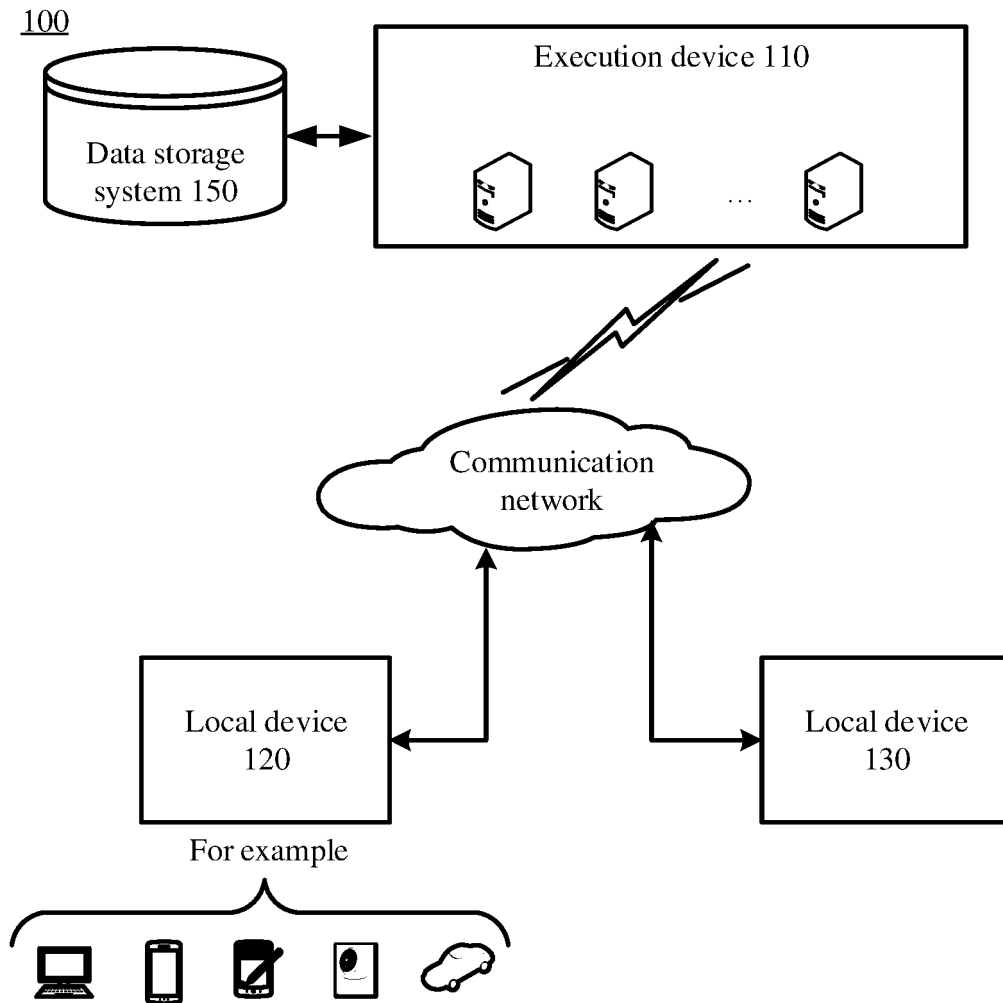 100
Execution device 110
Data storage
system 150
...
Communication
network
Local device
120
Local device
130
For example